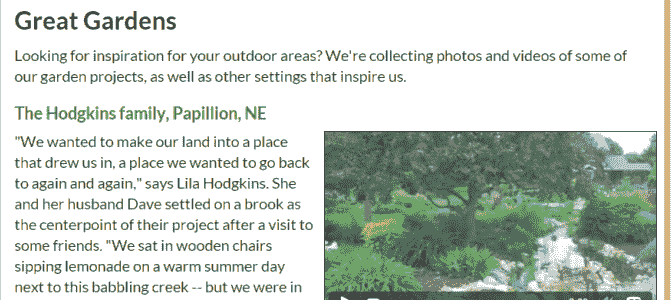 Great Gardens
Looking for inspiration for your outdoor areas? We're collecting photos and videos of some of
our garden projects, as well as other settings that inspire us.
The Hodgkins family, Papillion, NE
"We wanted to make our land into a place
that drew us in, a place we wanted to go back
to again and again," says Lila Hodgkins. She
and her husband Dave settled on a brook as
the centerpoint of their project after a visit to
some friends. "We sat in wooden chairs
sipping lemonade on a warm summer day
next to this babbling creek -- but we were in